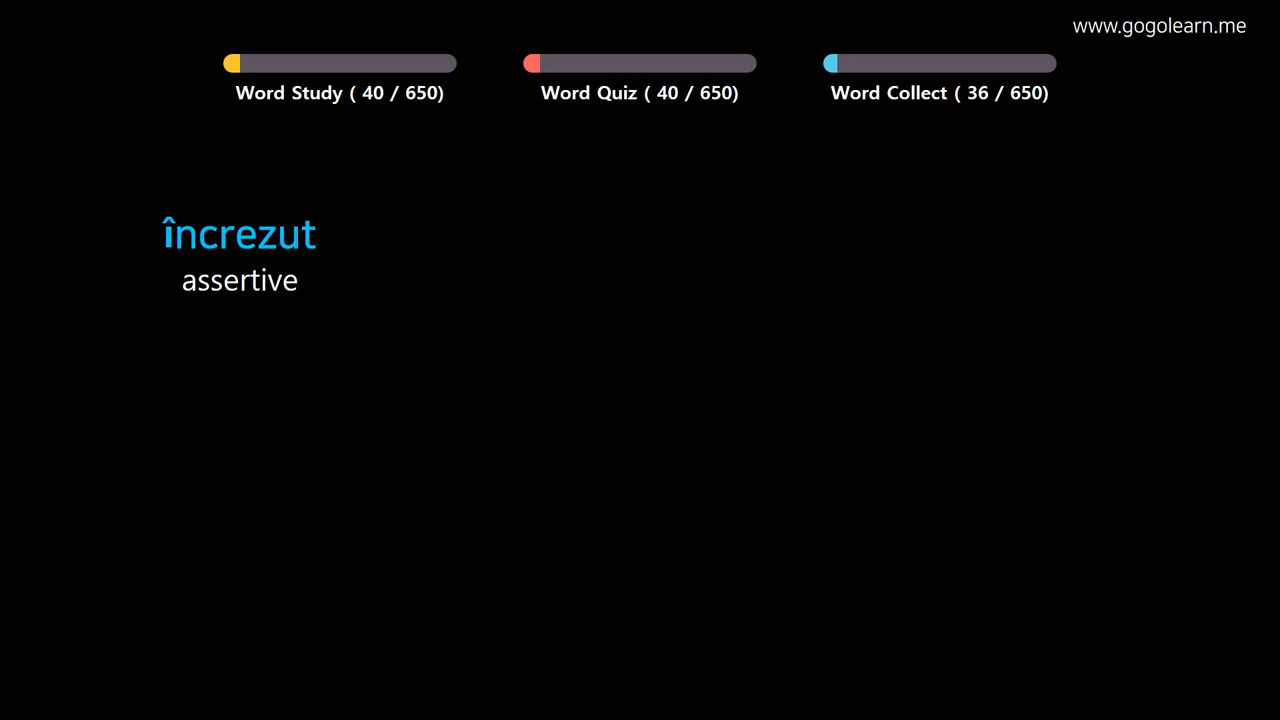 www.gogolearn.me
Word Study ( 40 / 650)
Word Quiz ( 40 / 650)
Word Collect ( 36 / 650)
încrezut
assertive